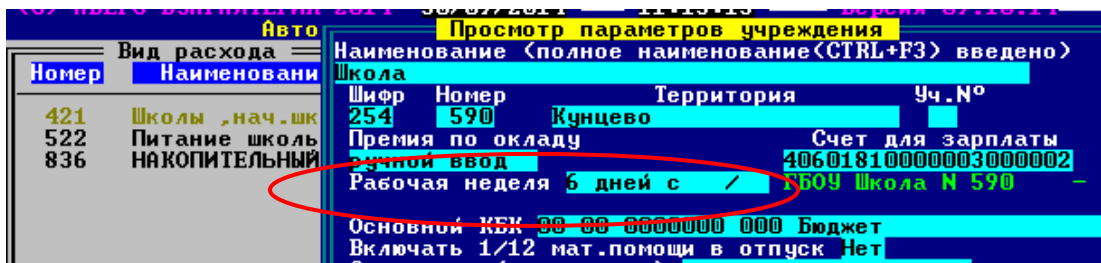 Авто
Просмотр параметров учреждения
Вид расхода
Номер Наименовани
421 Школы ,нач.шк
522 Питание школь
836 НАКОПИТЕЛЬНЫЙ
Наименование (полное наименование(CTRL+F3) введено)
Школа
Шифр Номер Территория Уч.№
254 590 Кунцево
Премия по окладу Счет для зарплаты
ручной ввод 40601810000003000002
Рабочая неделя 6 дней с / ГБОУ Школа N 590 -
Основной КБК 00 00 0000000 000 Бюджет
Включать 1/12 мат.помощи в отпуск Нет